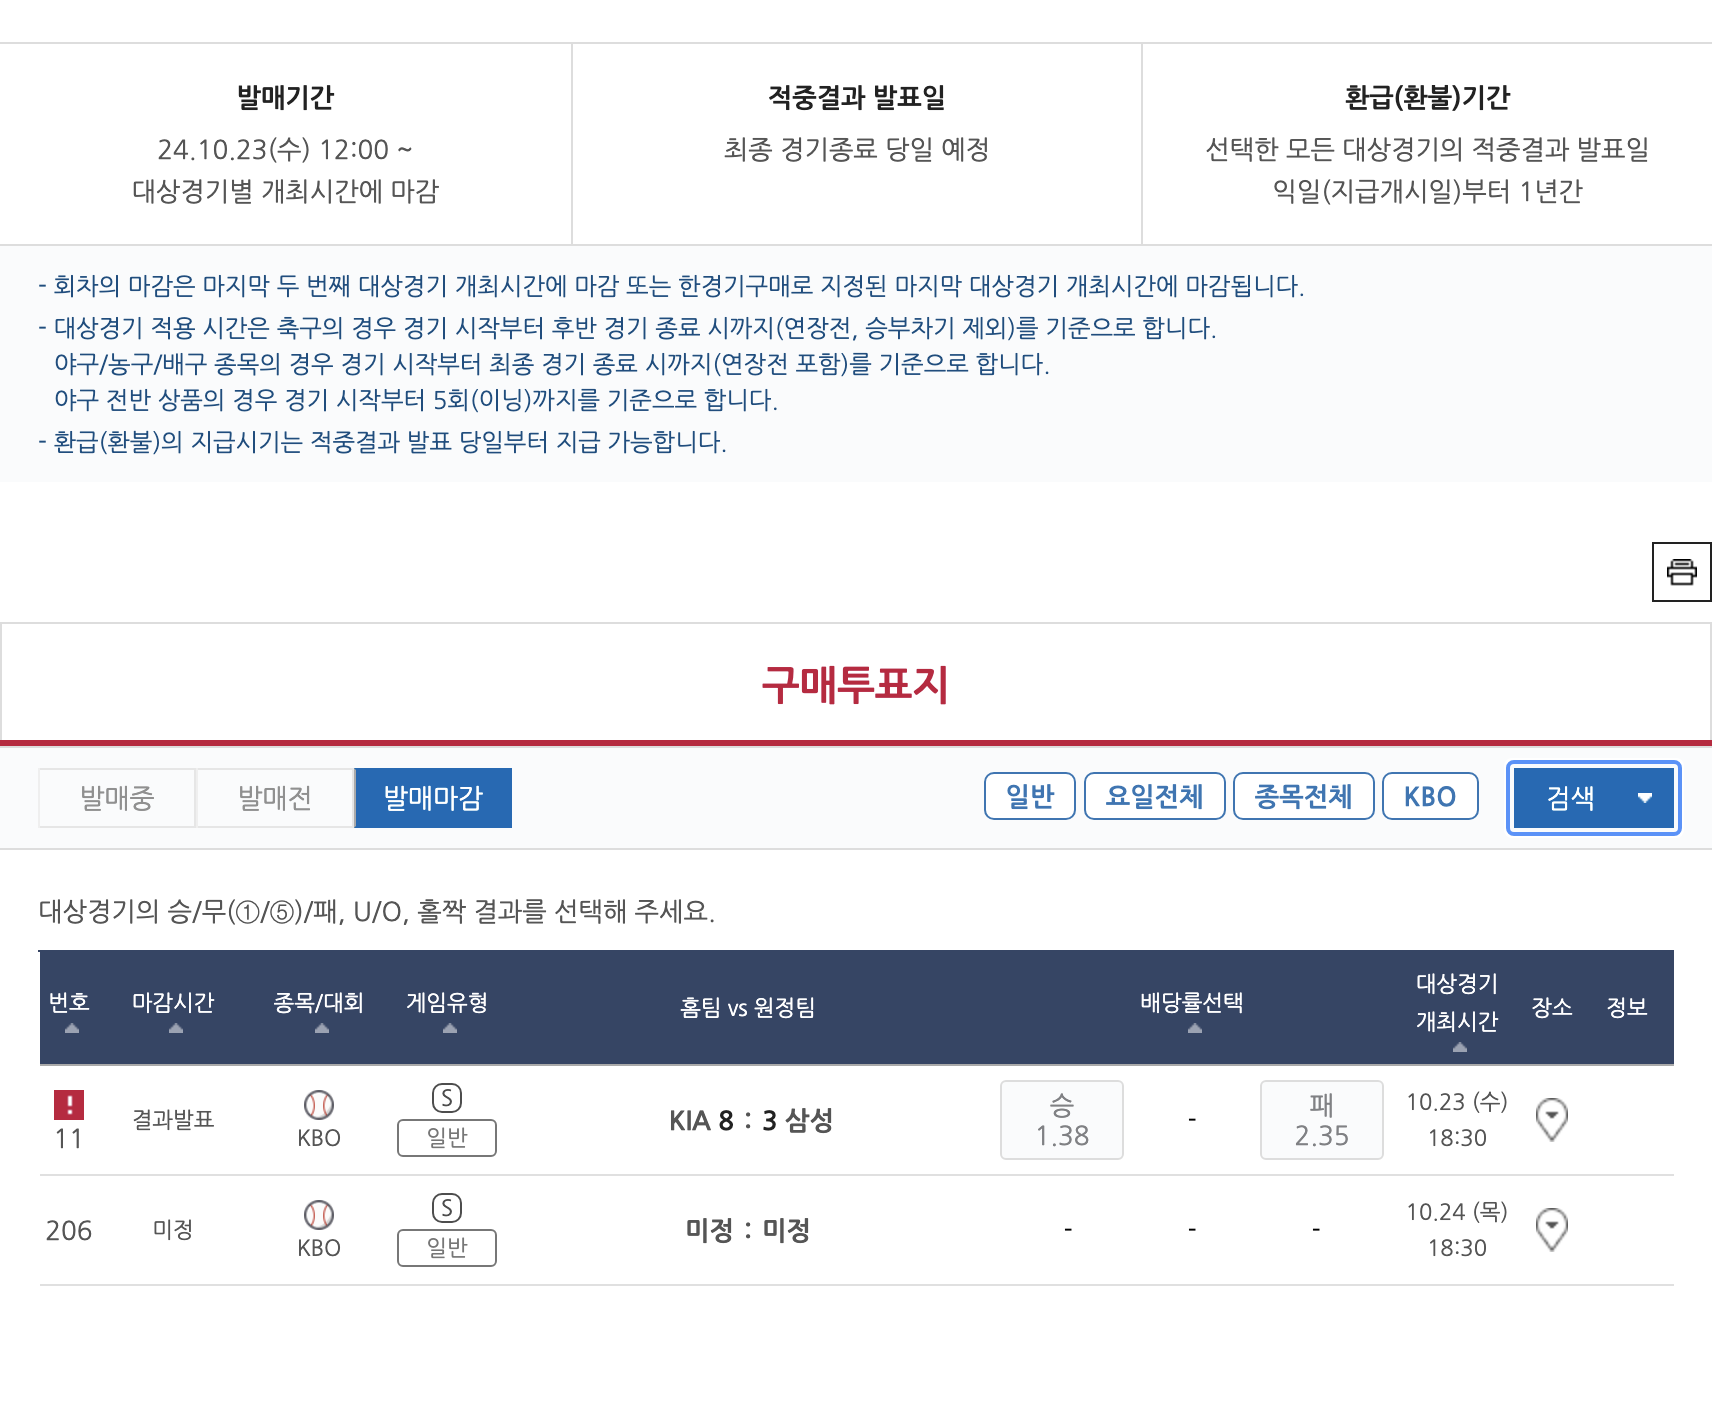 발매기간
24.10.23(수) 12:00 ~
대상경기별 개최시간에 마감
적중결과 발표일
최종 경기종료 당일 예정
환급(환불)기간
선택한 모든 대상경기의 적중결과 발표일
익일(지급개시일)부터 1년간
- 회차의 마감은 마지막 두 번째 대상경기 개최시간에 마감 또는 한경기구매로 지정된 마지막 대상경기 개최시간에 마감됩니다.
- 대상경기 적용 시간은 축구의 경우 경기 시작부터 후반 경기 종료 시까지(연장전, 승부차기 제외)를 기준으로 합니다.
야구/농구/배구 종목의 경우 경기 시작부터 최종 경기 종료 시까지(연장전 포함)를 기준으로 합니다.
야구 전반 상품의 경우 경기 시작부터 5회(이닝)까지를 기준으로 합니다.
- 환급(환불)의 지급시기는 적중결과 발표 당일부터 지급 가능합니다.
구매투표지
발매중 발매전 발매마감 일반 요일전체 종목전체 KBO 검색
대상경기의 승/무(①/⑤)/패, U/O, 홀짝 결과를 선택해 주세요.
번호 마감시간 종목/대회 게임유형 홈팀 vs 원정팀 배당률선택 대상경기 개최시간 장소 정보
! 11 결과발표 KBO S 일반 KIA 8 : 3 삼성 승 1.38 - 패 2.35 10.23 (수) 18:30
206 미정 KBO S 일반 미정 : 미정 - - - 10.24 (목) 18:30